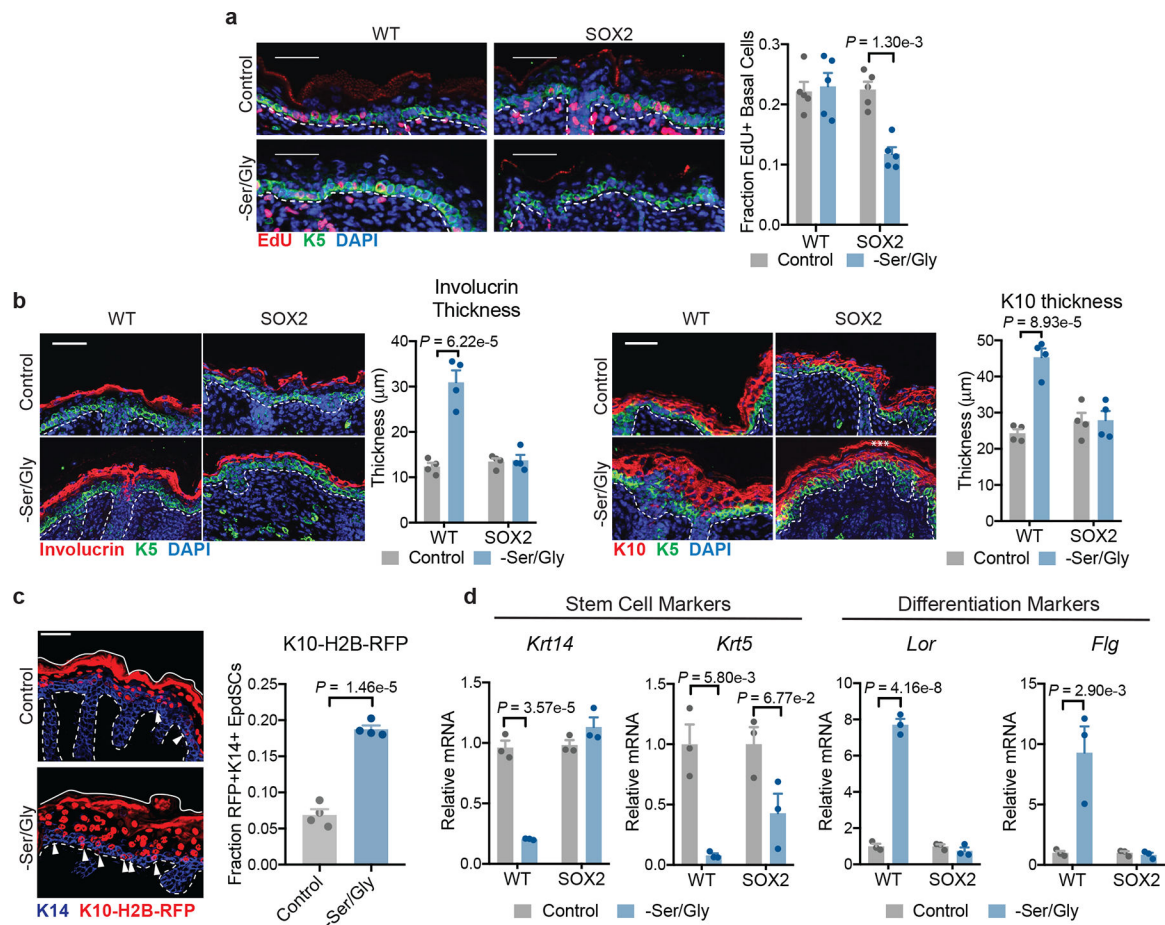 a
WT
SOX2
Control
-Ser/Gly
EdU K5 DAPI
Fraction EdU+ Basal Cells
0.3
0.2
0.1
0.0
P = 1.30e-3
WT
SOX2
Control
-Ser/Gly
b
WT
SOX2
Control
-Ser/Gly
Involucrin K5 DAPI
Involucrin
Thickness
Thickness (μm)
40
30
20
10
0
P = 6.22e-5
WT
SOX2
Control
-Ser/Gly
WT
SOX2
Control
-Ser/Gly
***
K10 K5 DAPI
K10 thickness
Thickness (μm)
50
40
30
20
10
0
P = 8.93e-5
WT
SOX2
Control
-Ser/Gly
c
Control
-Ser/Gly
K14 K10-H2B-RFP
K10-H2B-RFP
Fraction RFP+K14+ EpdSCs
0.25
0.20
0.15
0.10
0.05
0.00
P = 1.46e-5
Control
-Ser/Gly
d
Stem Cell Markers
Krt14
Relative mRNA
1.5
1.0
0.5
0.0
P = 3.57e-5
WT
SOX2
Krt5
Relative mRNA
1.5
1.0
0.5
0.0
P = 5.80e-3
P = 6.77e-2
WT
SOX2
Control
-Ser/Gly
Differentiation Markers
Lor
Relative mRNA
10
8
6
4
2
0
P = 4.16e-8
WT
SOX2
Flg
Relative mRNA
15
10
5
0
P = 2.90e-3
WT
SOX2
Control
-Ser/Gly